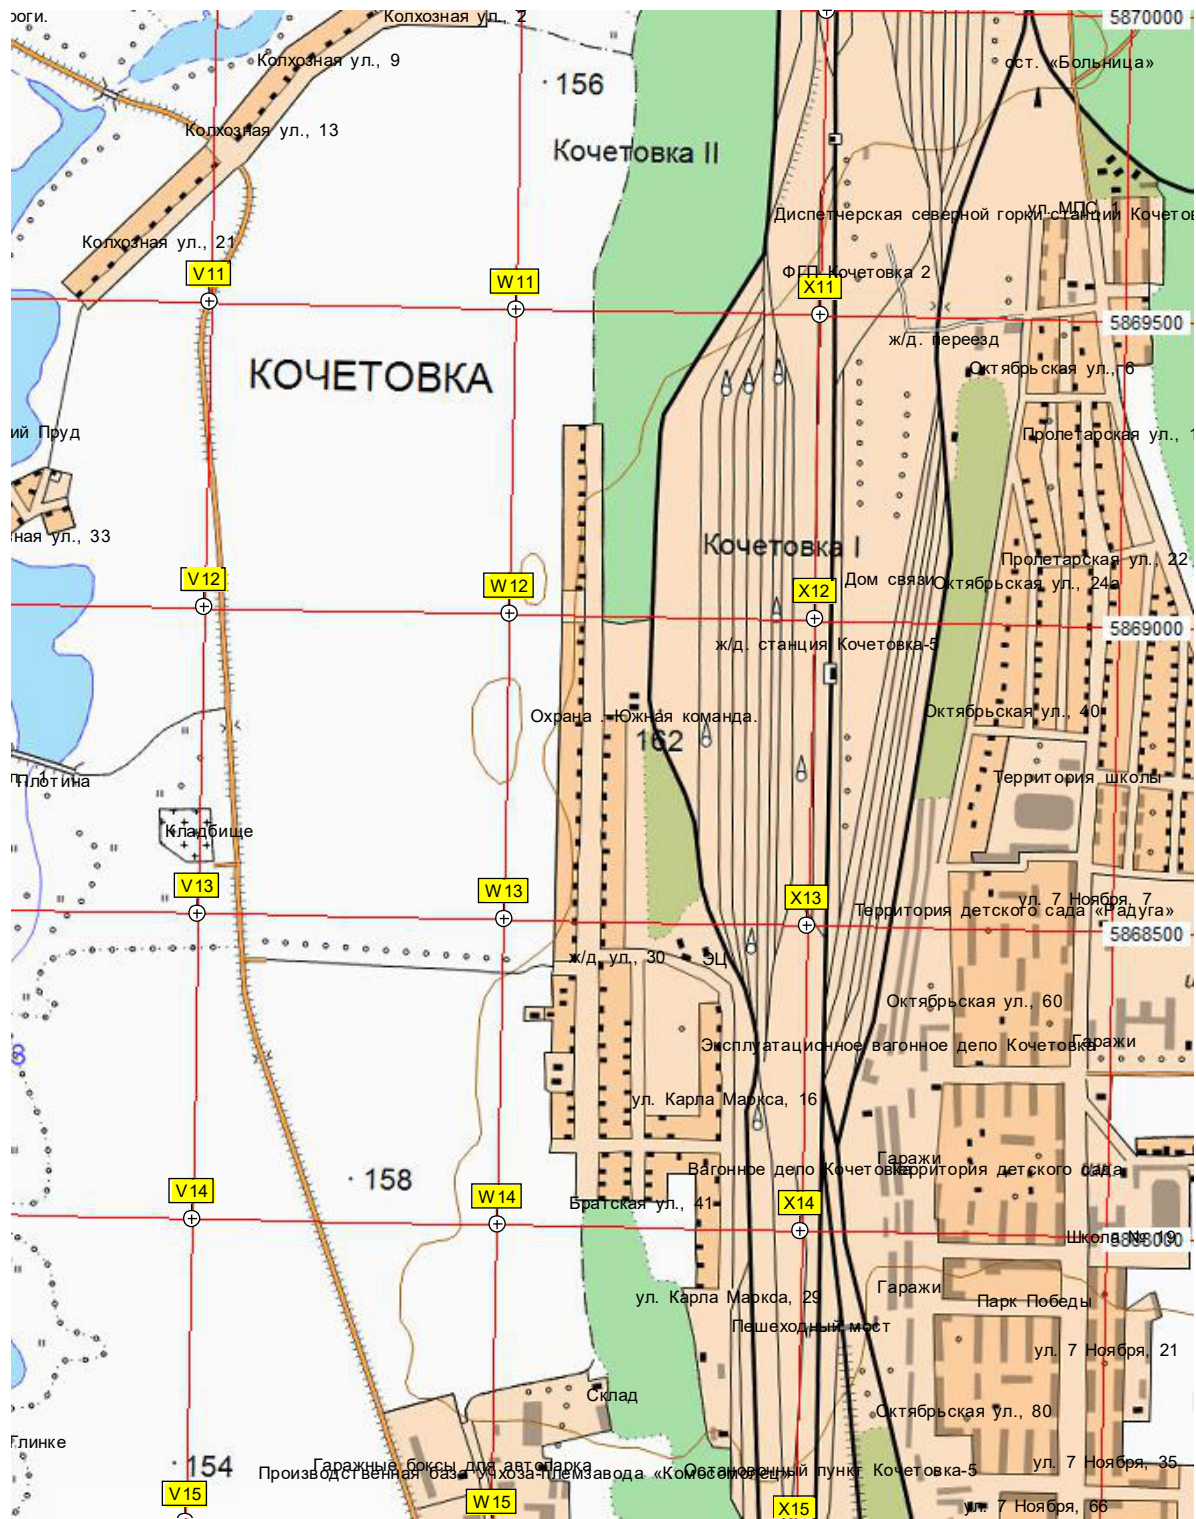 роги.
Колхозная ул., 2
5870000
Колхозная ул., 9
ост. «Больница»
156
Колхозная ул., 13
Кочетовка II
ул. МПС, 1
Диспетчерская северной горки станции Кочетов
Колхозная ул., 21
V11
W11
ФГП Кочетовка 2
X11
5869500
ж/д. переезд
КОЧЕТОВКА
Октябрьская ул., 6
ий Пруд
Пролетарская ул., 1
ная ул., 33
Кочетовка I
Пролетарская ул., 22
V12
W12
X12
Дом связи
Октябрьская ул., 24а
5869000
ж/д. станция Кочетовка-5
Охрана . Южная команда.
Октябрьская ул., 40
162
Плотина
Территория школы
Кладбище
V13
W13
X13
ул. 7 Ноября, 7
Территория детского сада «Радуга»
5868500
ж/д ул., 30
ЭЦ
Октябрьская ул., 60
Эксплуатационное вагонное депо Кочетовка
Гаражи
ул. Карла Маркса, 16
Гаражи
Вагонное депо Кочетовка
Территория детского сада
158
V14
W14
X14
Братская ул., 41
Школа № 19
5868000
Гаражи
ул. Карла Маркса, 29
Парк Победы
Пешеходный мост
ул. 7 Ноября, 21
Склад
Октябрьская ул., 80
Глинке
154
Гаражные боксы для автопарка
Производственная база Учхоза-племзавода «Комсомолец»
Остановочный пункт Кочетовка-5
ул. 7 Ноября, 35
V15
W15
X15
ул. 7 Ноября, 66